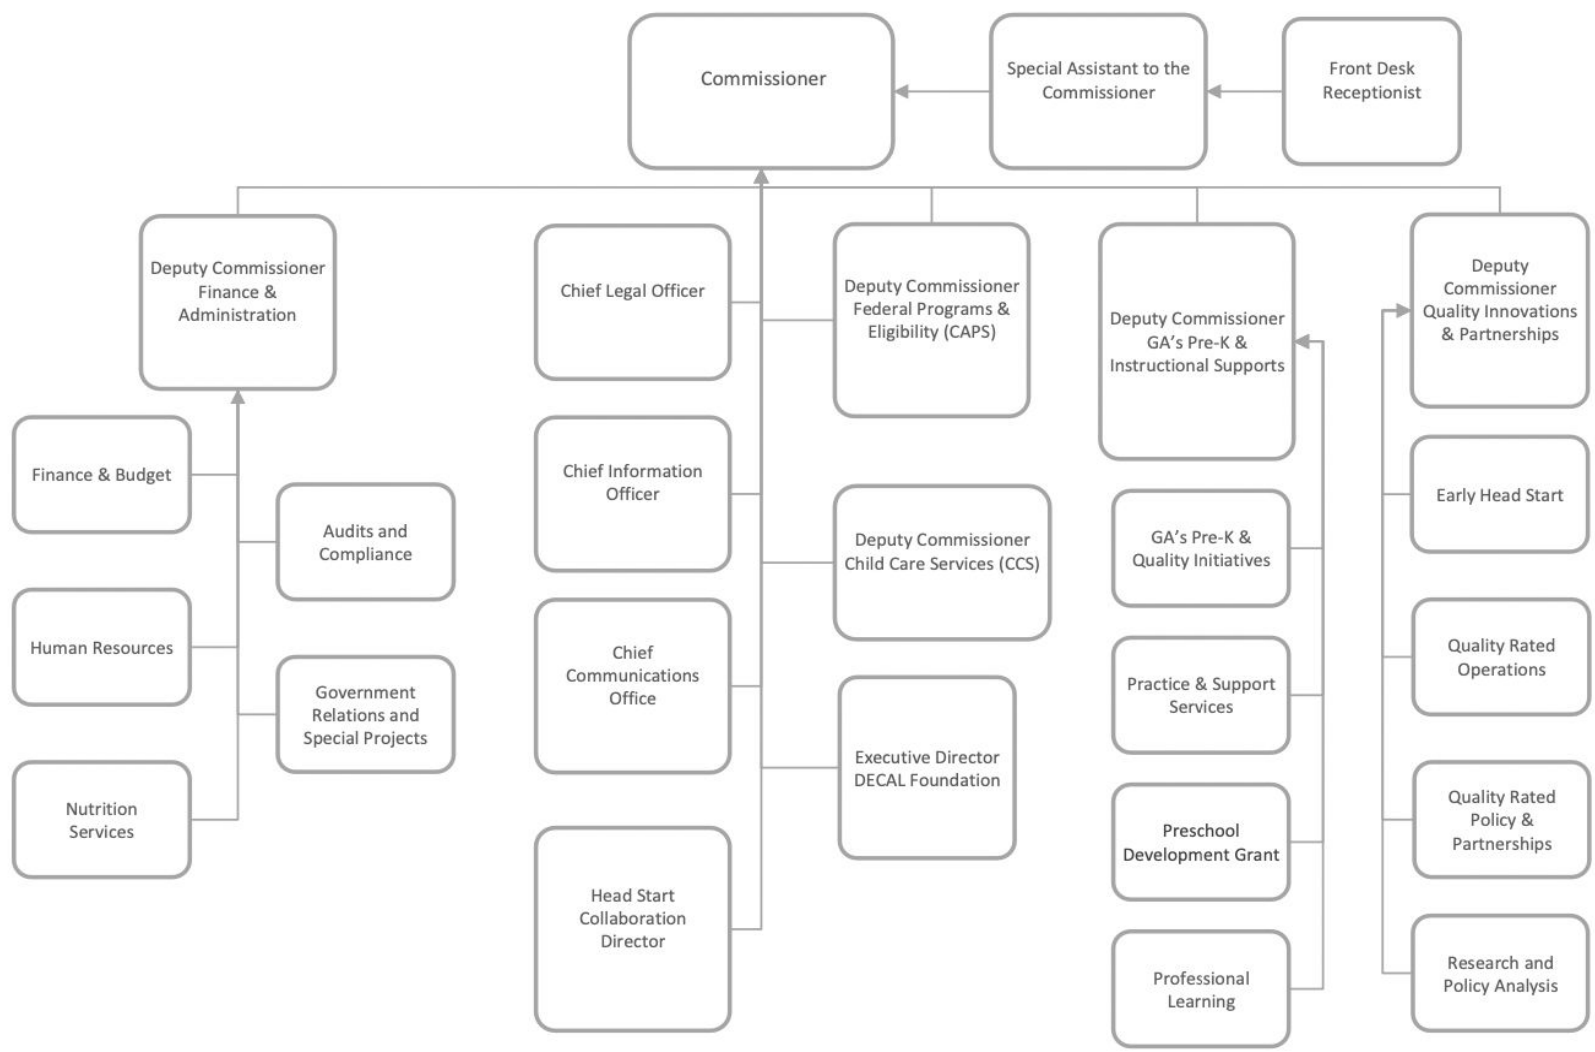 Commissioner
Special Assistant to the
Commissioner
Front Desk
Receptionist
Deputy Commissioner
Finance &
Administration
Finance & Budget
Audits and
Compliance
Human Resources
Government
Relations and
Special Projects
Nutrition
Services
Chief Legal Officer
Chief Information
Officer
Chief
Communications
Office
Head Start
Collaboration
Director
Deputy Commissioner
Federal Programs &
Eligibility (CAPS)
Deputy Commissioner
Child Care Services (CCS)
Executive Director
DECAL Foundation
Deputy Commissioner
GA’s Pre-K &
Instructional Supports
GA’s Pre-K &
Quality Initiatives
Practice & Support
Services
Preschool
Development Grant
Professional
Learning
Deputy
Commissioner
Quality Innovations
& Partnerships
Early Head Start
Quality Rated
Operations
Quality Rated
Policy &
Partnerships
Research and
Policy Analysis